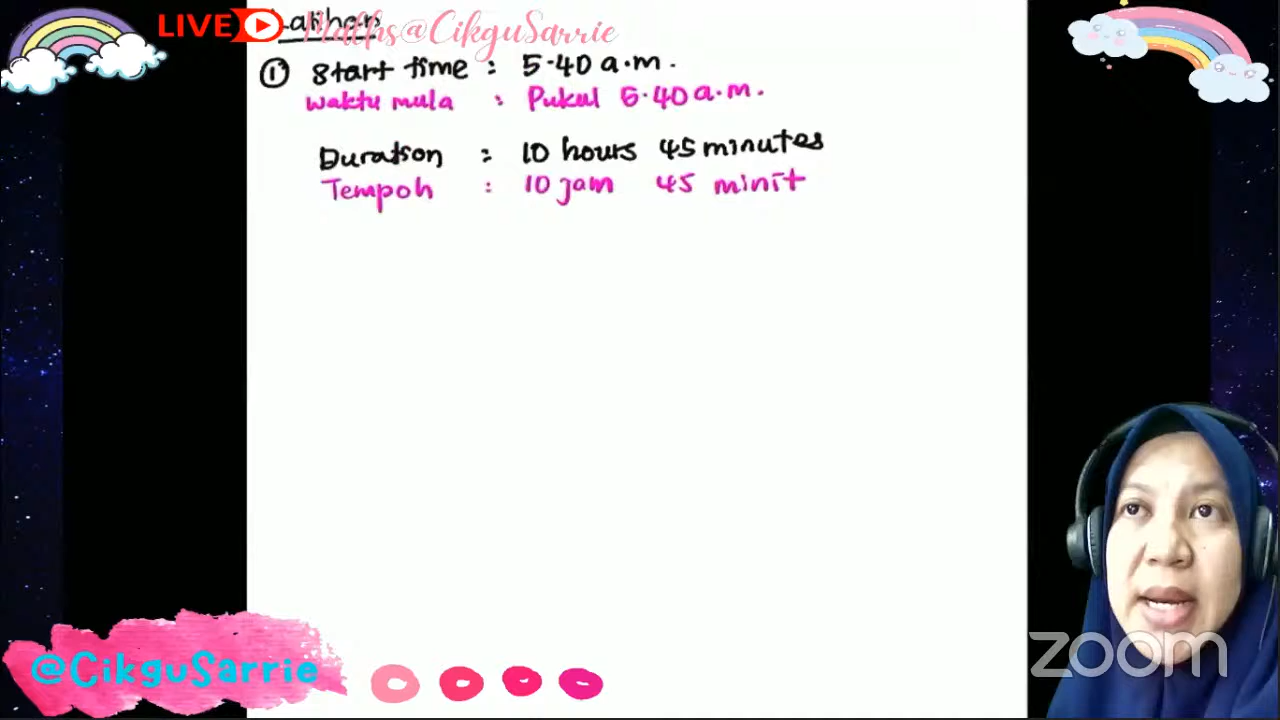 LIVE
Latihan
Maths@CikguSarrie
① Start time : 5.40 a.m.
Waktu mula : Pukul 5.40 a.m.
Duration : 10 hours 45 minutes
Tempoh : 10 jam 45 minit
@CikguSarrie
zoom